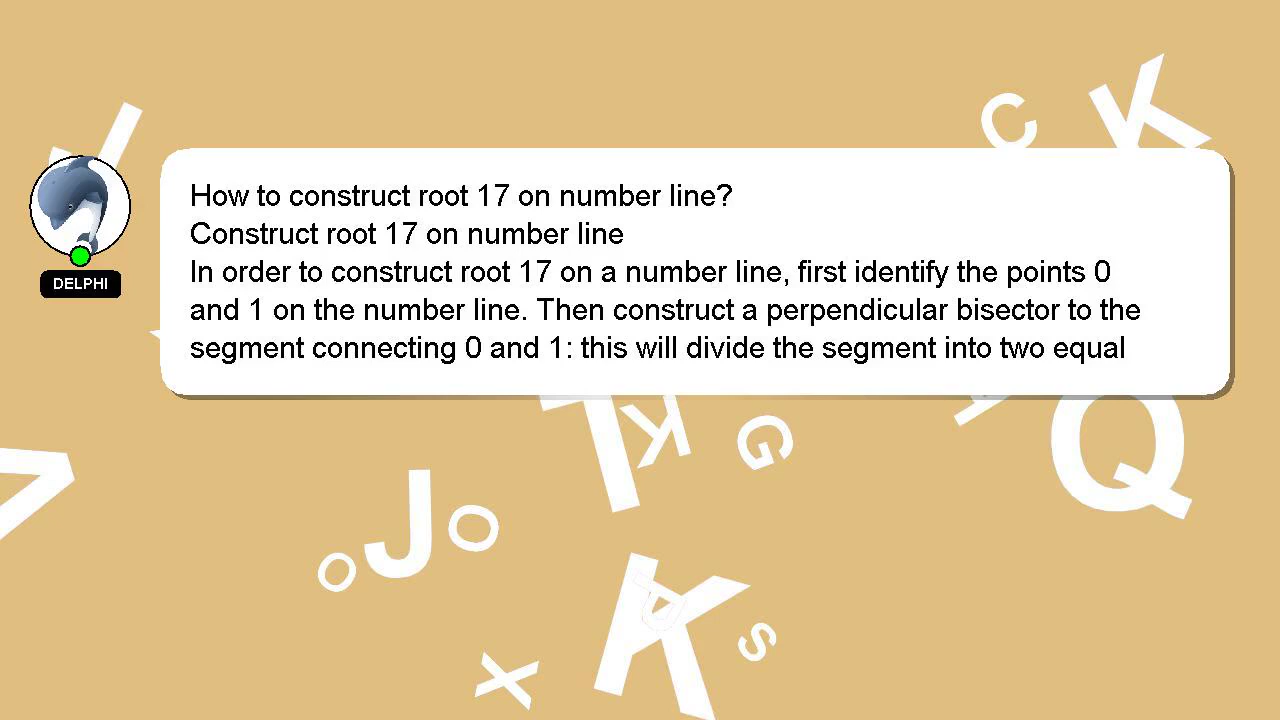 How to construct root 17 on number line?
Construct root 17 on number line
In order to construct root 17 on a number line, first identify the points 0
and 1 on the number line. Then construct a perpendicular bisector to the
segment connecting 0 and 1: this will divide the segment into two equal
DELPHI
C
K
T
K
G
Q
J
O
O
K
P
S
X